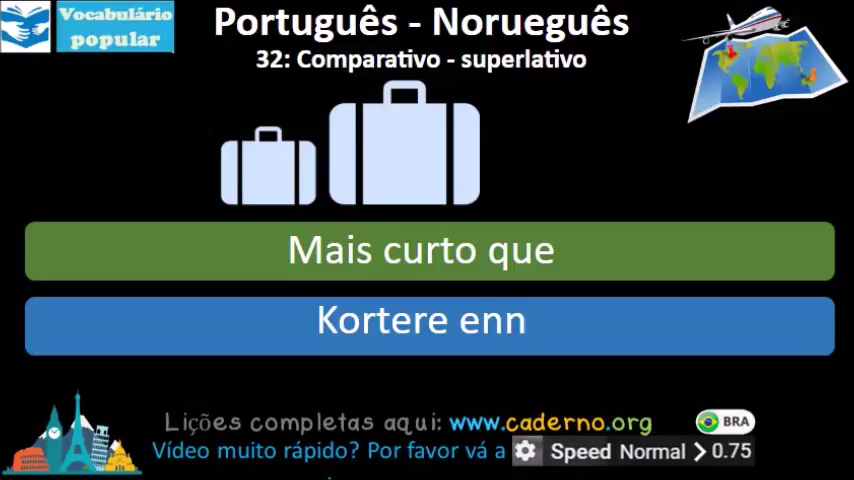 Vocabulário
popular
Português - Norueguês
32: Comparativo - superlativo
Mais curto que
Kortere enn
Lições completas aqui: www.caderno.org
BRA
Vídeo muito rápido? Por favor vá a Speed Normal > 0.75